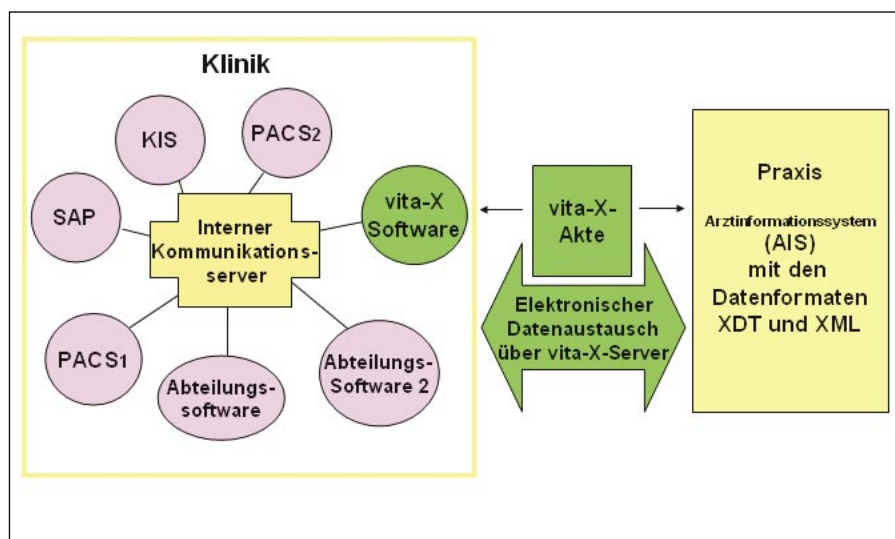 Klinik
KIS
PACS2
SAP
Interner
Kommunikations-
server
vita-X
Software
PACS1
Abteilungs-
software
Abteilungs-
Software 2
vita-X-
Akte
Elektronischer
Datenaustausch
über vita-X-Server
Praxis
Arztinformationssystem
(AIS)
mit den
Datenformaten
XDT und XML